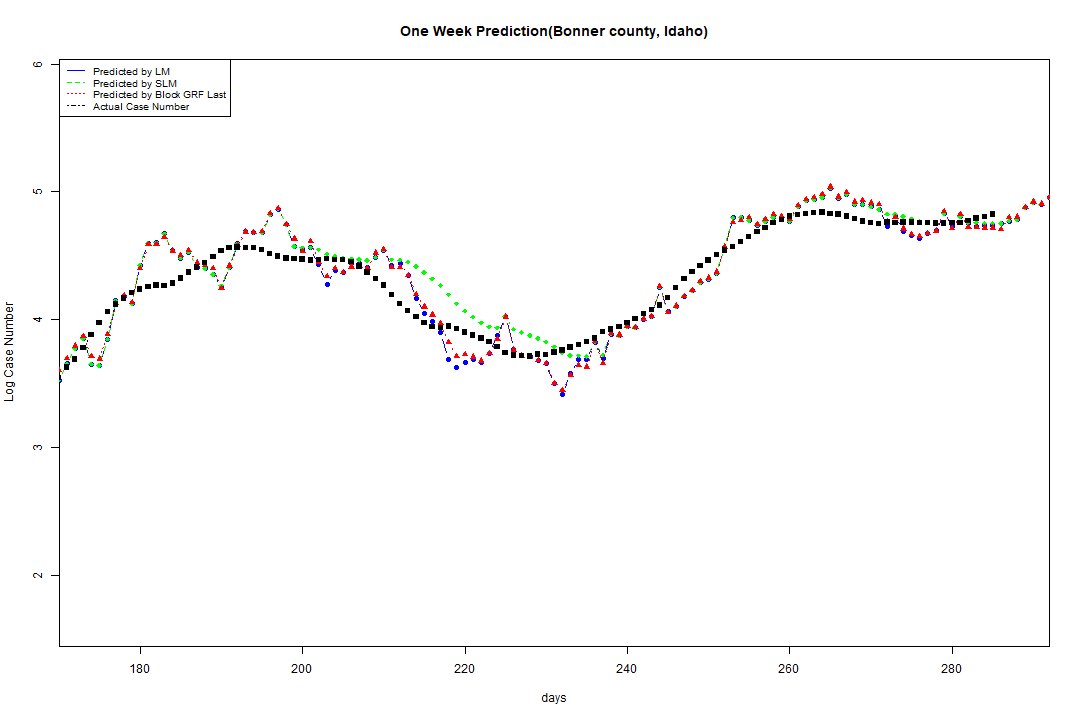 One Week Prediction(Bonner county, Idaho)
Predicted by LM
Predicted by SLM
Predicted by Block GRF Last
Actual Case Number
6
5
4
3
2
Log Case Number
180 200 220 240 260 280
days